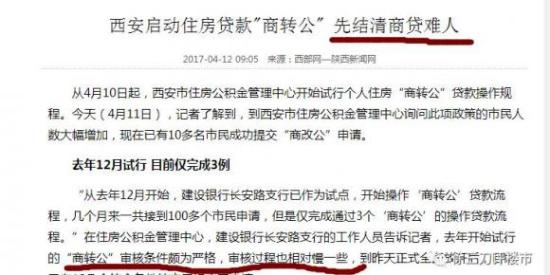 西安启动住房贷款"商转公" 先结清商贷难人
2017-04-12 09:05 来源：西部网—陕西新闻网
从4月10日起，西安市住房公积金管理中心开始试行个人住房“商转公”贷款操作规
程。今天（4月11日），记者了解到，到西安市住房公积金管理中心询问此项政策的市民人
数大幅增加，现在已有10多名市民成功提交“商改公”申请。
去年12月试行 目前仅完成3例
“从去年12月开始，建设银行长安路支行已作为试点，开始操作‘商转公’贷款流
程，几个月来一共接到100多个市民申请，但是仅完成通过3个‘商转公’的贷款操
作。”在住房公积金管理中心，建设银行的工作人员告诉记者，去年开始试行
的“商转公”审核条件颇为严格，审核过程也相对慢一些，到昨天正式全